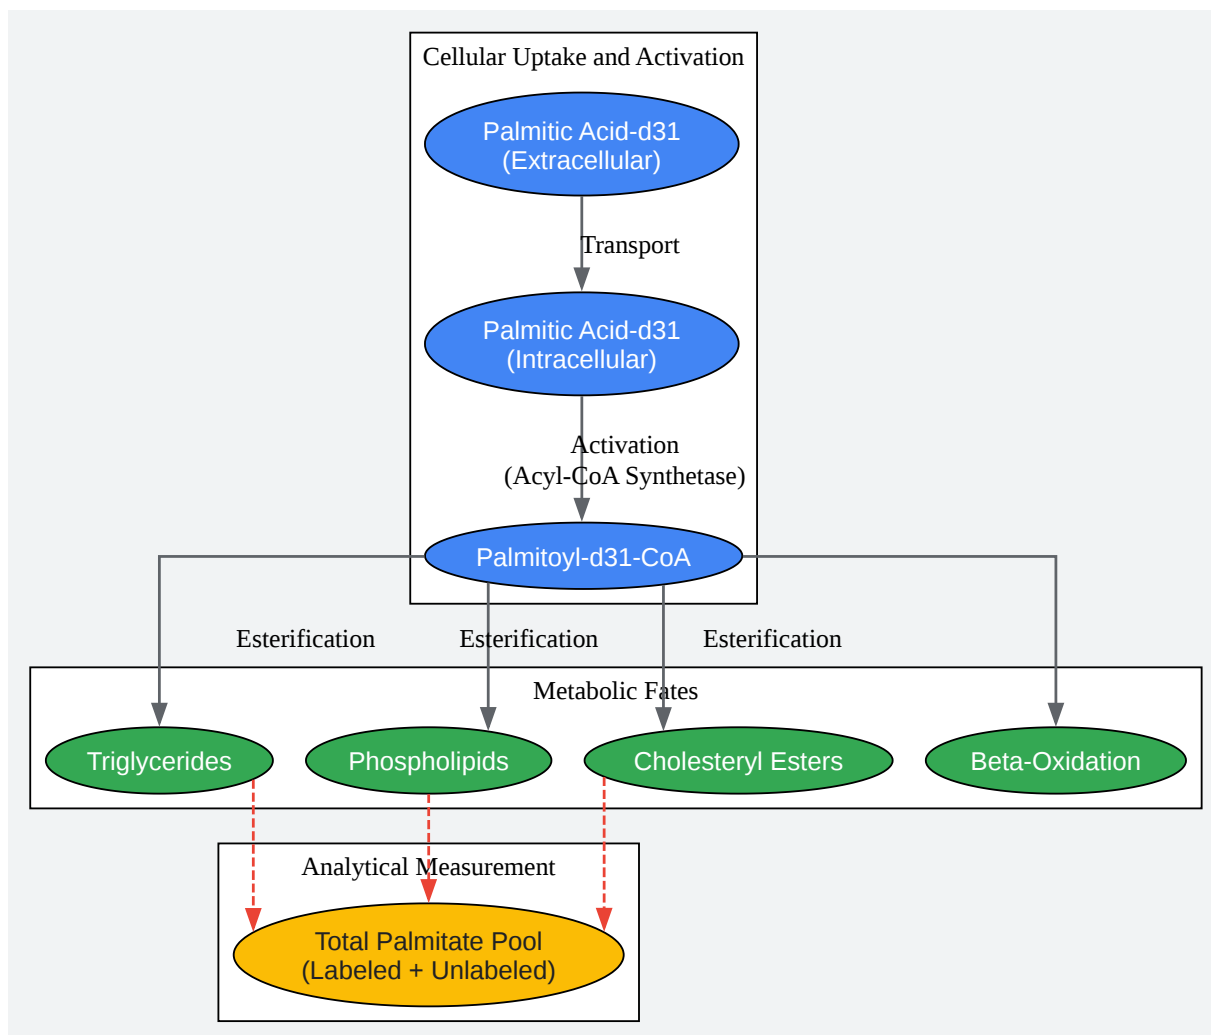 Cellular Uptake and Activation
Palmitic Acid-d31
(Extracellular)
Transport
Palmitic Acid-d31
(Intracellular)
Activation
(Acyl-CoA Synthetase)
Palmitoyl-d31-CoA
Esterification
Esterification
Esterification
Metabolic Fates
Triglycerides
Phospholipids
Cholesteryl Esters
Beta-Oxidation
Analytical Measurement
Total Palmitate Pool
(Labeled + Unlabeled)